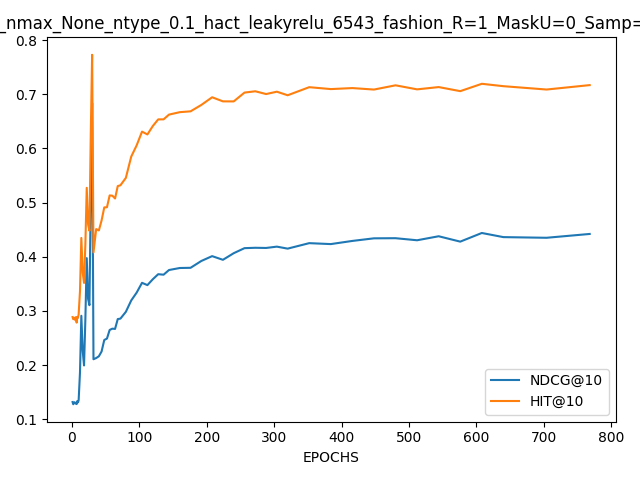 _nmax_None_ntype_0.1_hact_leakyrelu_6543_fashion_R=1_MaskU=0_Samp=
0.8
0.7
0.6
0.5
0.4
0.3
0.2
0.1
NDCG@10
HIT@10
0 100 200 300 400 500 600 700 800
EPOCHS